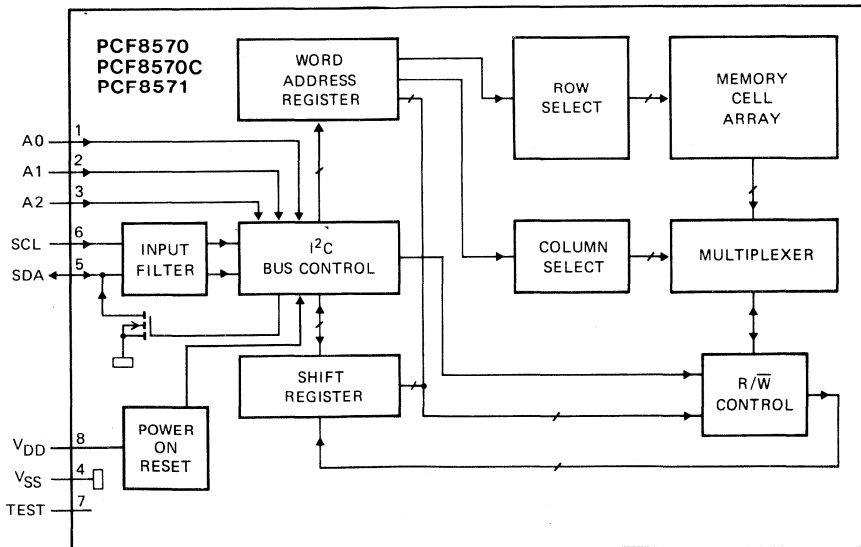 PCF8570
PCF8570C
PCF8571
WORD
ADDRESS
REGISTER
ROW
SELECT
MEMORY
CELL
ARRAY
A0
1
A1
2
A2
3
SCL
6
SDA
5
INPUT
FILTER
I²C
BUS CONTROL
COLUMN
SELECT
MULTIPLEXER
SHIFT
REGISTER
R/W̅
CONTROL
POWER
ON
RESET
VDD
8
VSS
4
TEST
7